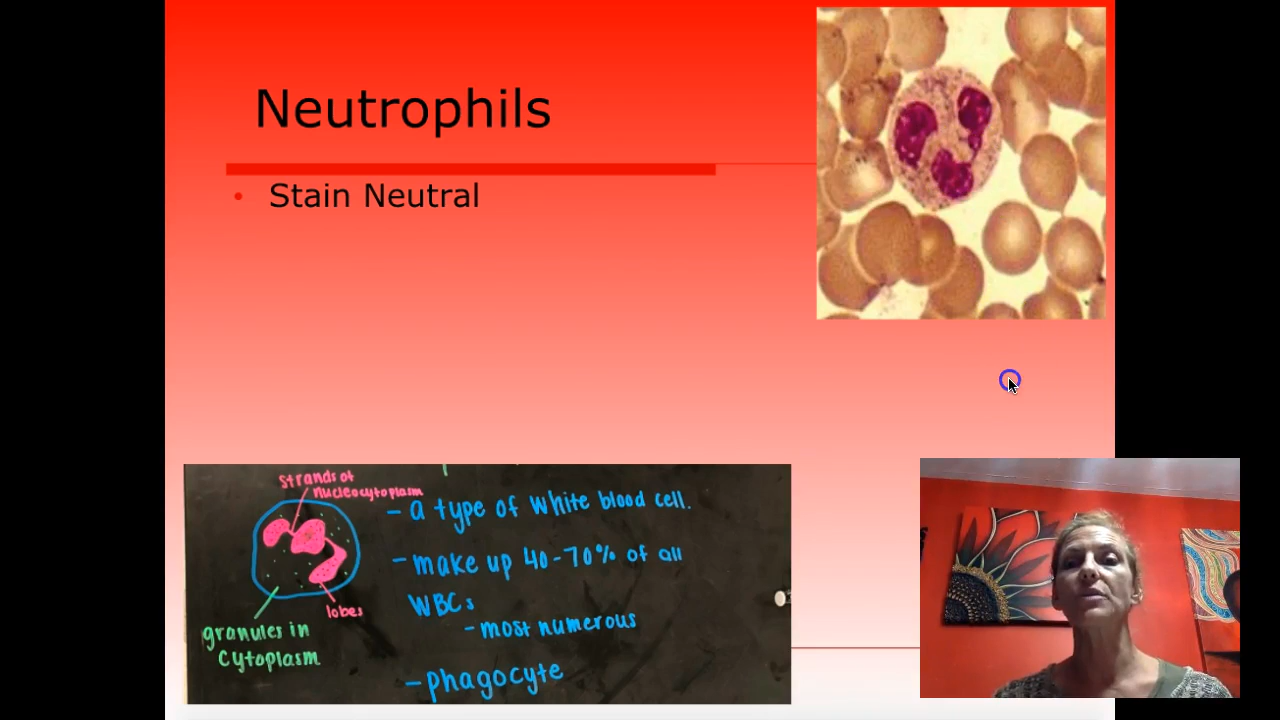 Neutrophils
• Stain Neutral
strands of
nucleocytoplasm
- a type of white blood cell.
- make up 40-70% of all
WBCs
- most numerous
- phagocyte
lobes
granules in
cytoplasm